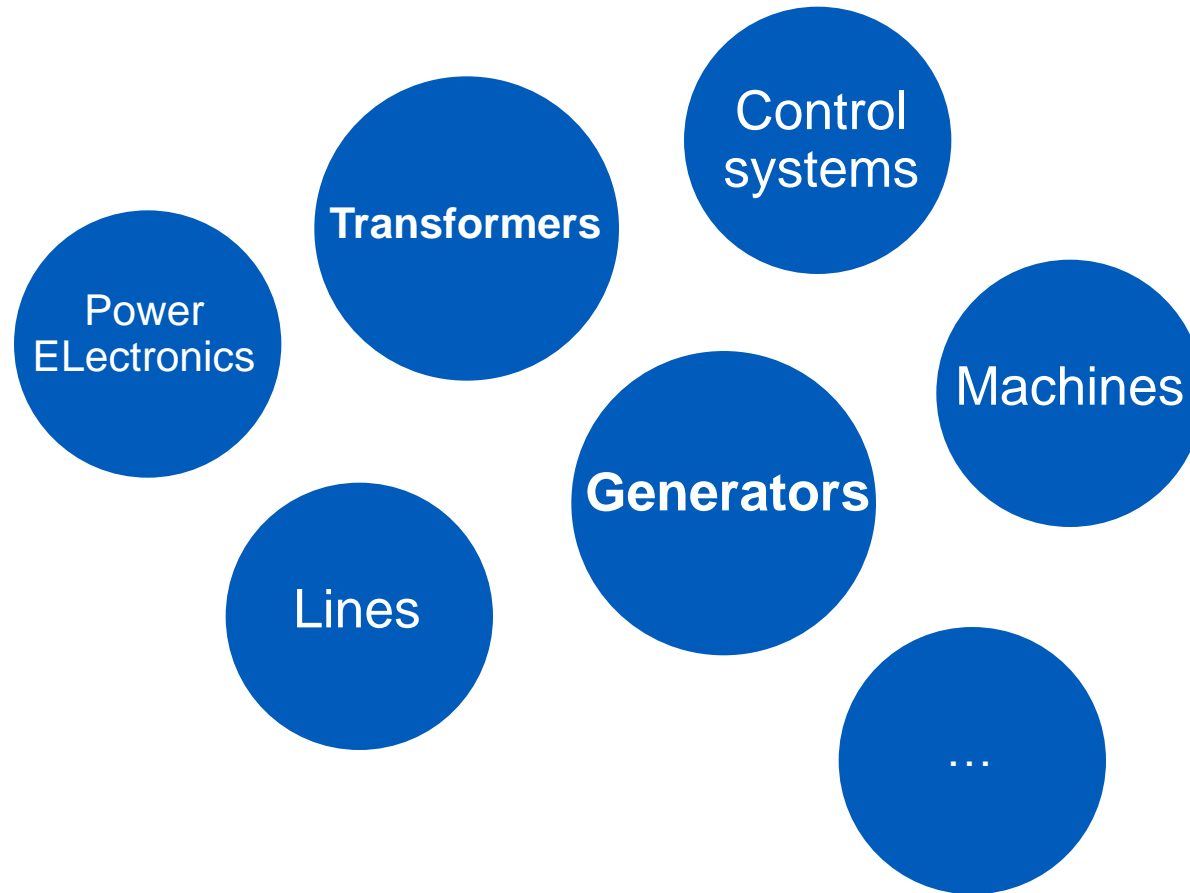 Control
systems
Transformers
Power
ELectronics
Machines
Generators
Lines
...